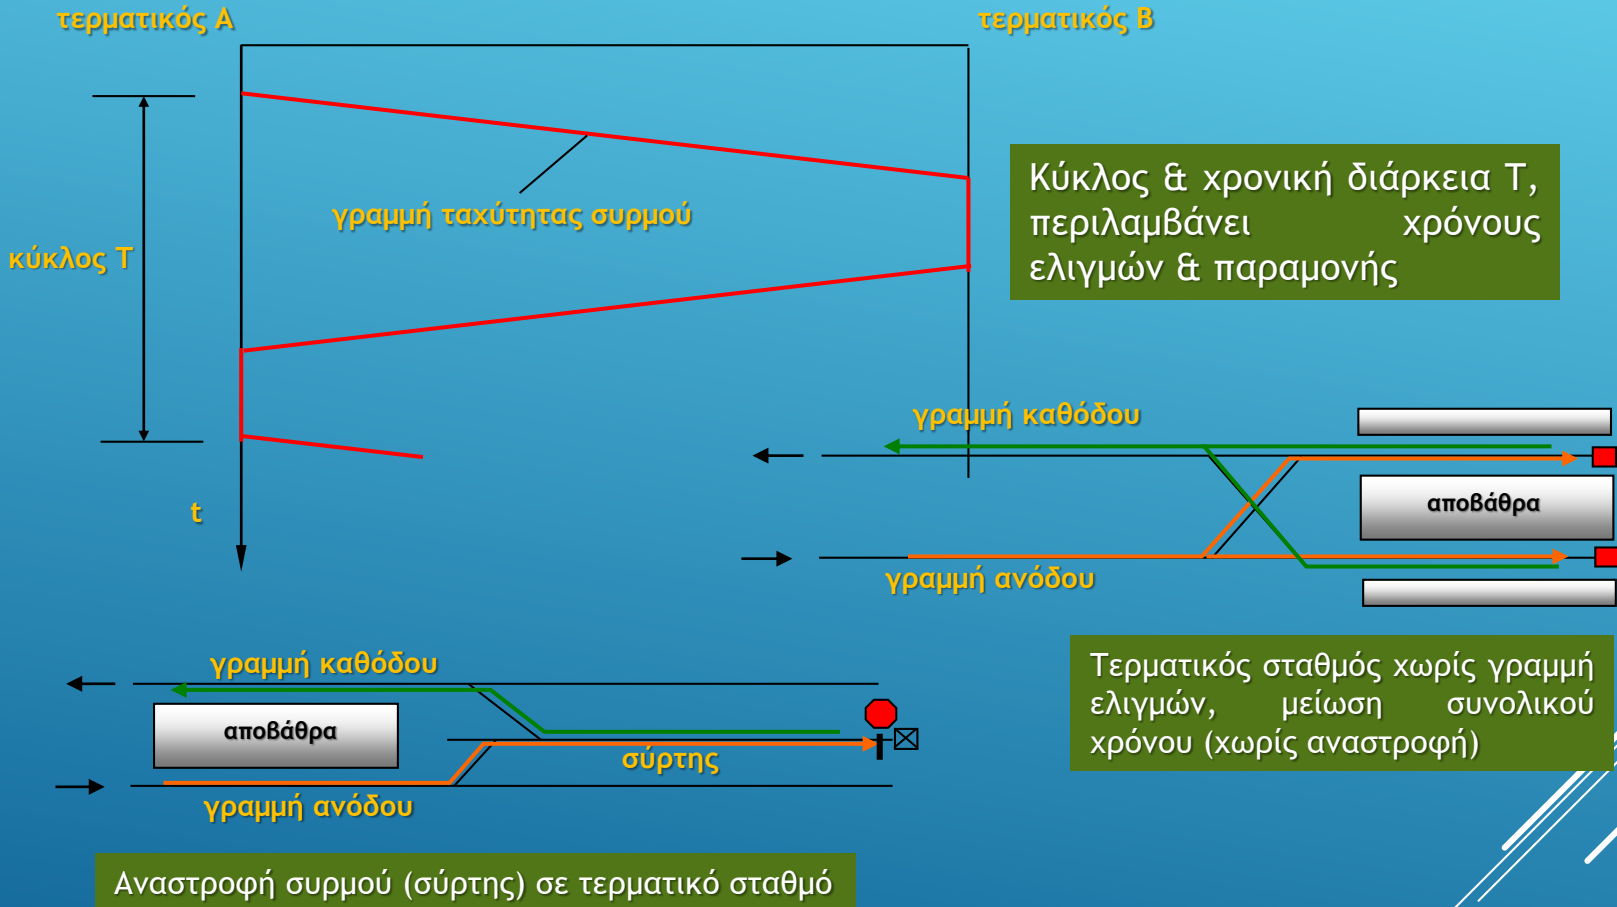 τερματικός Α
τερματικός Β
Κύκλος & χρονική διάρκεια Τ,
περιλαμβάνει χρόνους
ελιγμών & παραμονής
γραμμή ταχύτητας συρμού
κύκλος Τ
t
γραμμή καθόδου
αποβάθρα
γραμμή ανόδου
Τερματικός σταθμός χωρίς γραμμή
ελιγμών, μείωση συνολικού
χρόνου (χωρίς αναστροφή)
γραμμή καθόδου
αποβάθρα
σύρτης
γραμμή ανόδου
Αναστροφή συρμού (σύρτης) σε τερματικό σταθμό